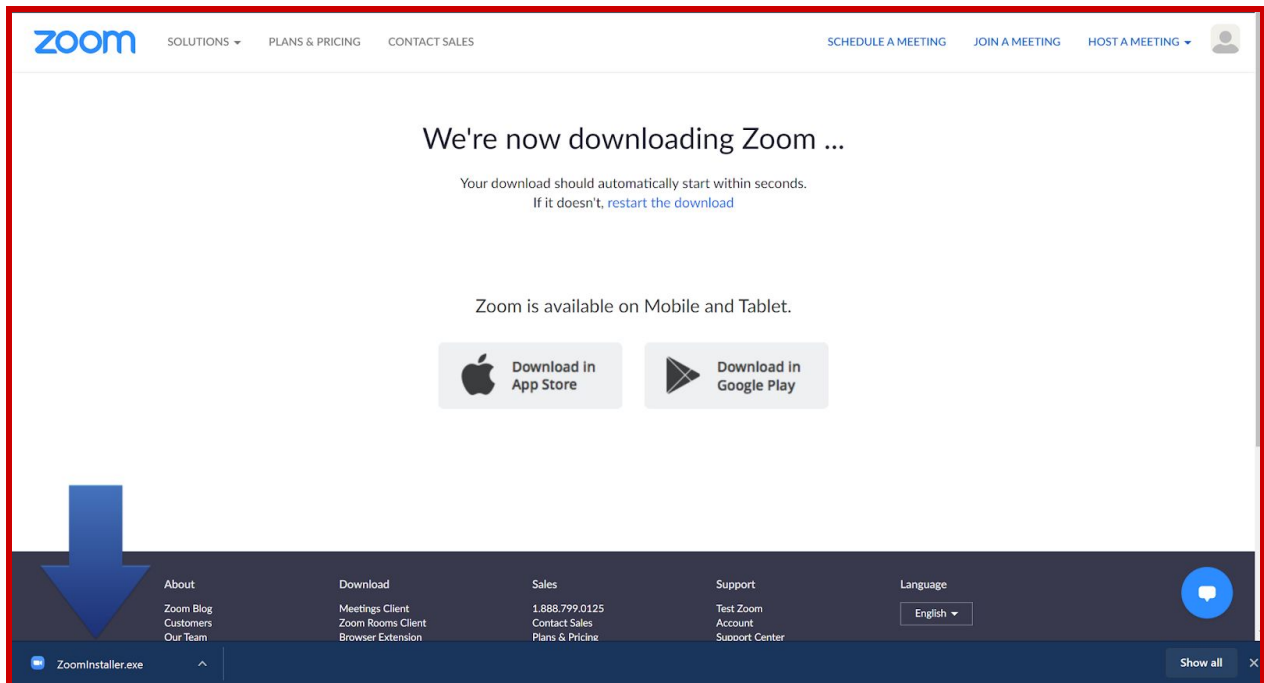 zoom
SOLUTIONS
PLANS & PRICING
CONTACT SALES
SCHEDULE A MEETING
JOIN A MEETING
HOST A MEETING
We're now downloading Zoom ...
Your download should automatically start within seconds.
If it doesn't, restart the download
Zoom is available on Mobile and Tablet.
Download in
App Store
Download in
Google Play
About
Zoom Blog
Customers
Our Team
Download
Meetings Client
Zoom Rooms Client
Browser Extension
Sales
1.888.799.0125
Contact Sales
Plans & Pricing
Support
Test Zoom
Account
Support Center
Language
English
ZoomInstaller.exe
Show all